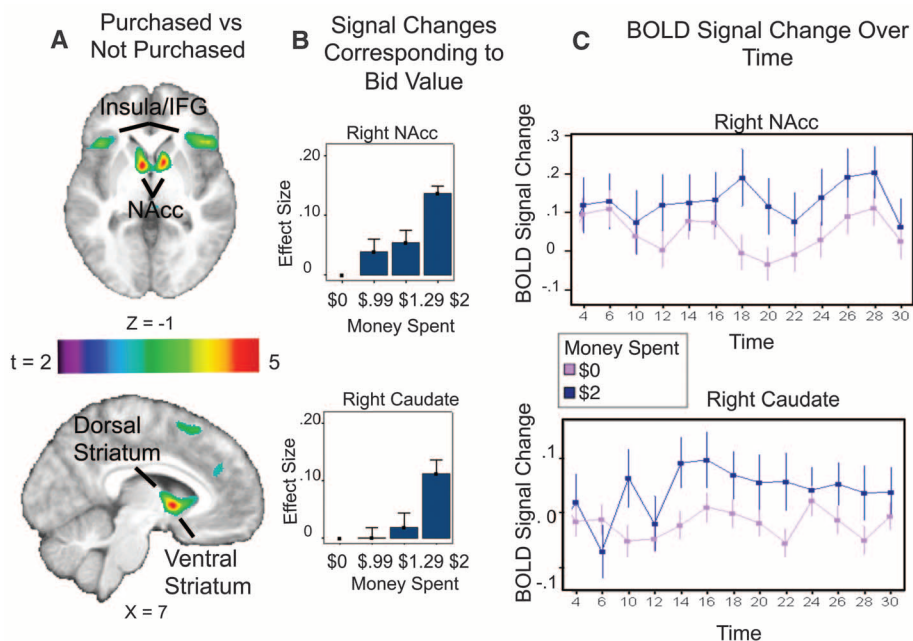 A
Purchased vs
Not Purchased
Insula/IFG
NAcc
Z = -1
t = 2
5
Dorsal
Striatum
Ventral
Striatum
X = 7
B
Signal Changes
Corresponding to
Bid Value
Right NAcc
.20
.10
0
Effect Size
$0 $.99 $1.29 $2
Money Spent
Right Caudate
.20
.10
0
Effect Size
$0 $.99 $1.29 $2
Money Spent
C
BOLD Signal Change Over
Time
Right NAcc
.3
.2
.1
0
-.1
BOLD Signal Change
4 6 10 12 14 16 18 20 22 24 26 28 30
Time
Money Spent
$0
$2
Right Caudate
.1
. 0
-.1
BOLD Signal Change
4 6 10 12 14 16 18 20 22 24 26 28 30
Time